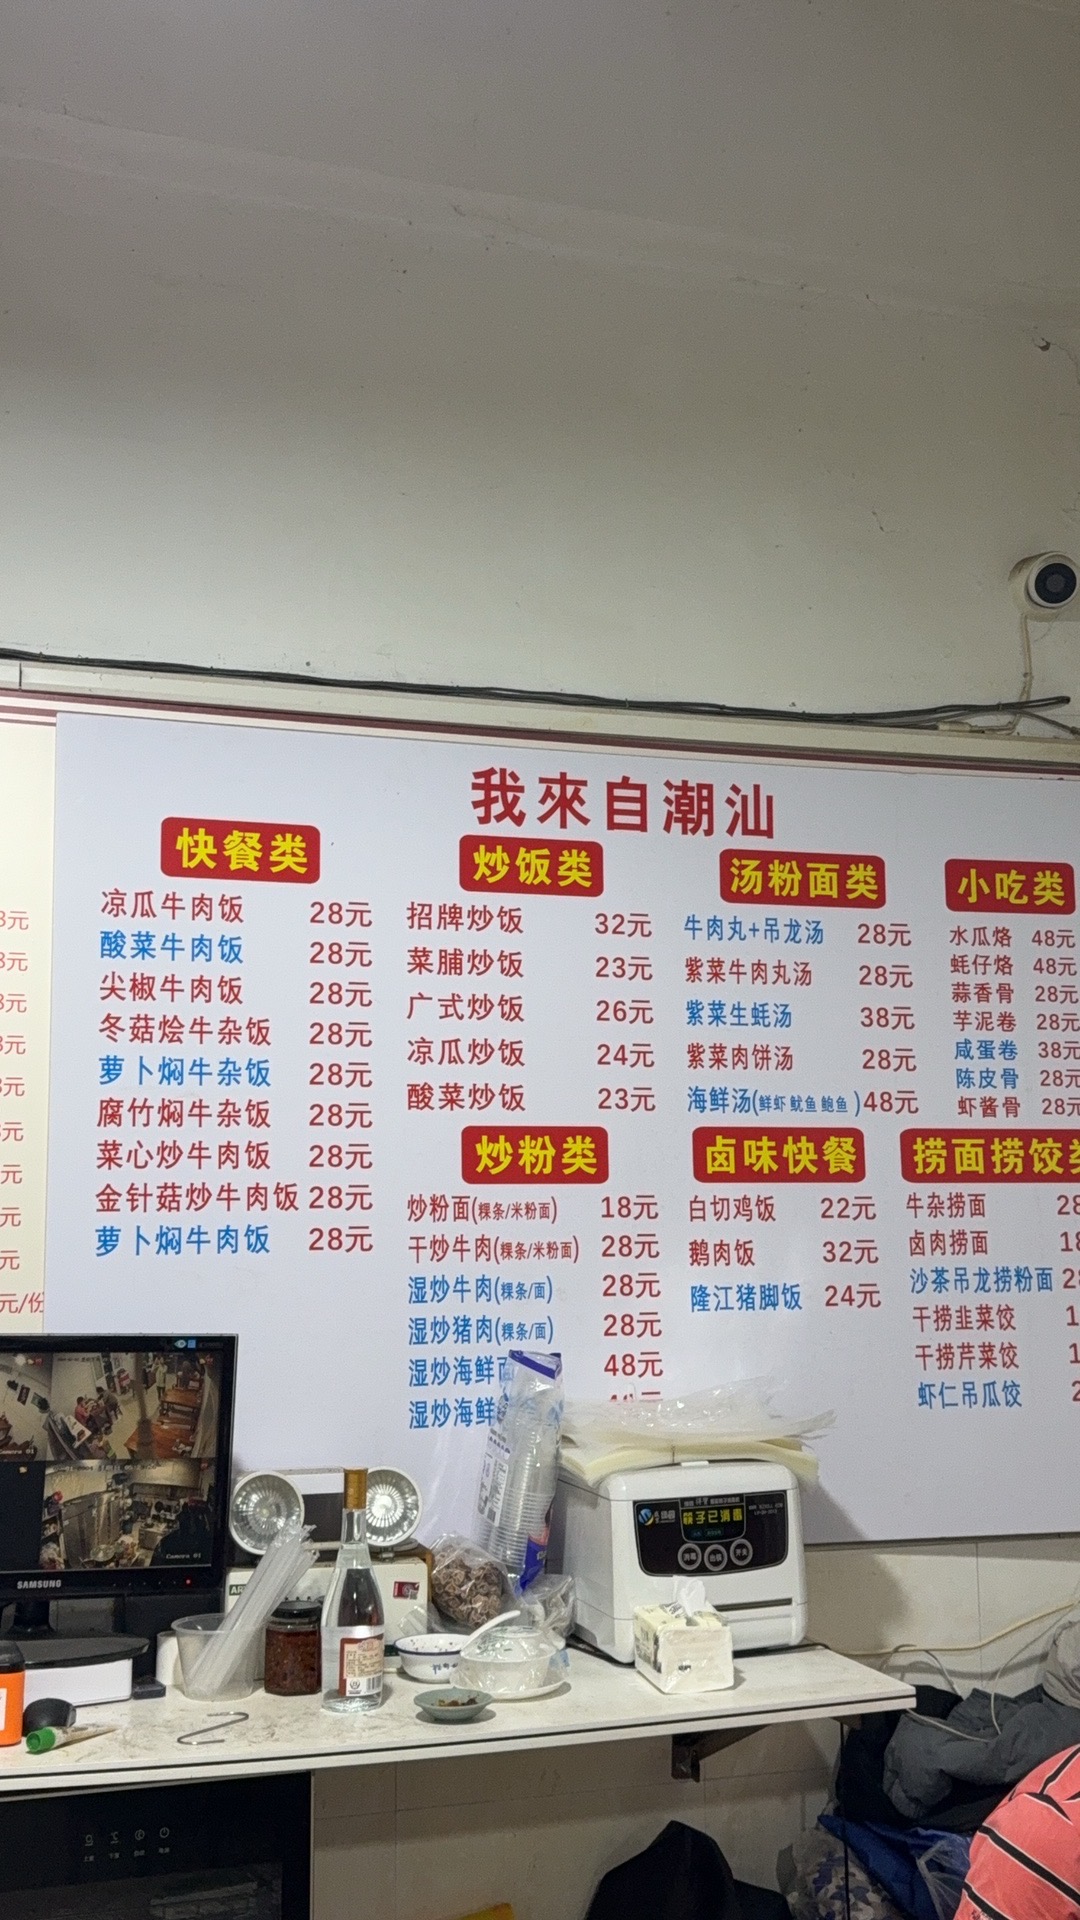 我來自潮汕
快餐类
凉瓜牛肉饭 28元
酸菜牛肉饭 28元
尖椒牛肉饭 28元
冬菇烩牛杂饭 28元
萝卜焖牛杂饭 28元
腐竹焖牛杂饭 28元
菜心炒牛肉饭 28元
金针菇炒牛肉饭 28元
萝卜焖牛肉饭 28元
炒饭类
招牌炒饭 32元
菜脯炒饭 23元
广式炒饭 26元
凉瓜炒饭 24元
酸菜炒饭 23元
汤粉面类
牛肉丸+吊龙汤 28元
紫菜牛肉丸汤 28元
紫菜生蚝汤 38元
紫菜肉饼汤 28元
海鲜汤(鲜虾 鱿鱼 鲍鱼) 48元
小吃类
水瓜烙 48元
蚝仔烙 48元
蒜香骨 28元
芋泥卷 28元
咸蛋卷 38元
陈皮骨 28元
虾酱骨 28元
炒粉类
炒粉面(粿条/米粉面) 18元
干炒牛肉(粿条/米粉面) 28元
湿炒牛肉(粿条/面) 28元
湿炒猪肉(粿条/面) 28元
湿炒海鲜 48元
湿炒海鲜
卤味快餐
白切鸡饭 22元
鹅肉饭 32元
隆江猪脚饭 24元
捞面捞饺类
牛杂捞面 28
卤肉捞面 18
沙茶吊龙捞粉面
干捞韭菜饺
干捞芹菜饺
虾仁吊瓜饺
元/份
SAMSUNG
Camera 01
筷子已消毒